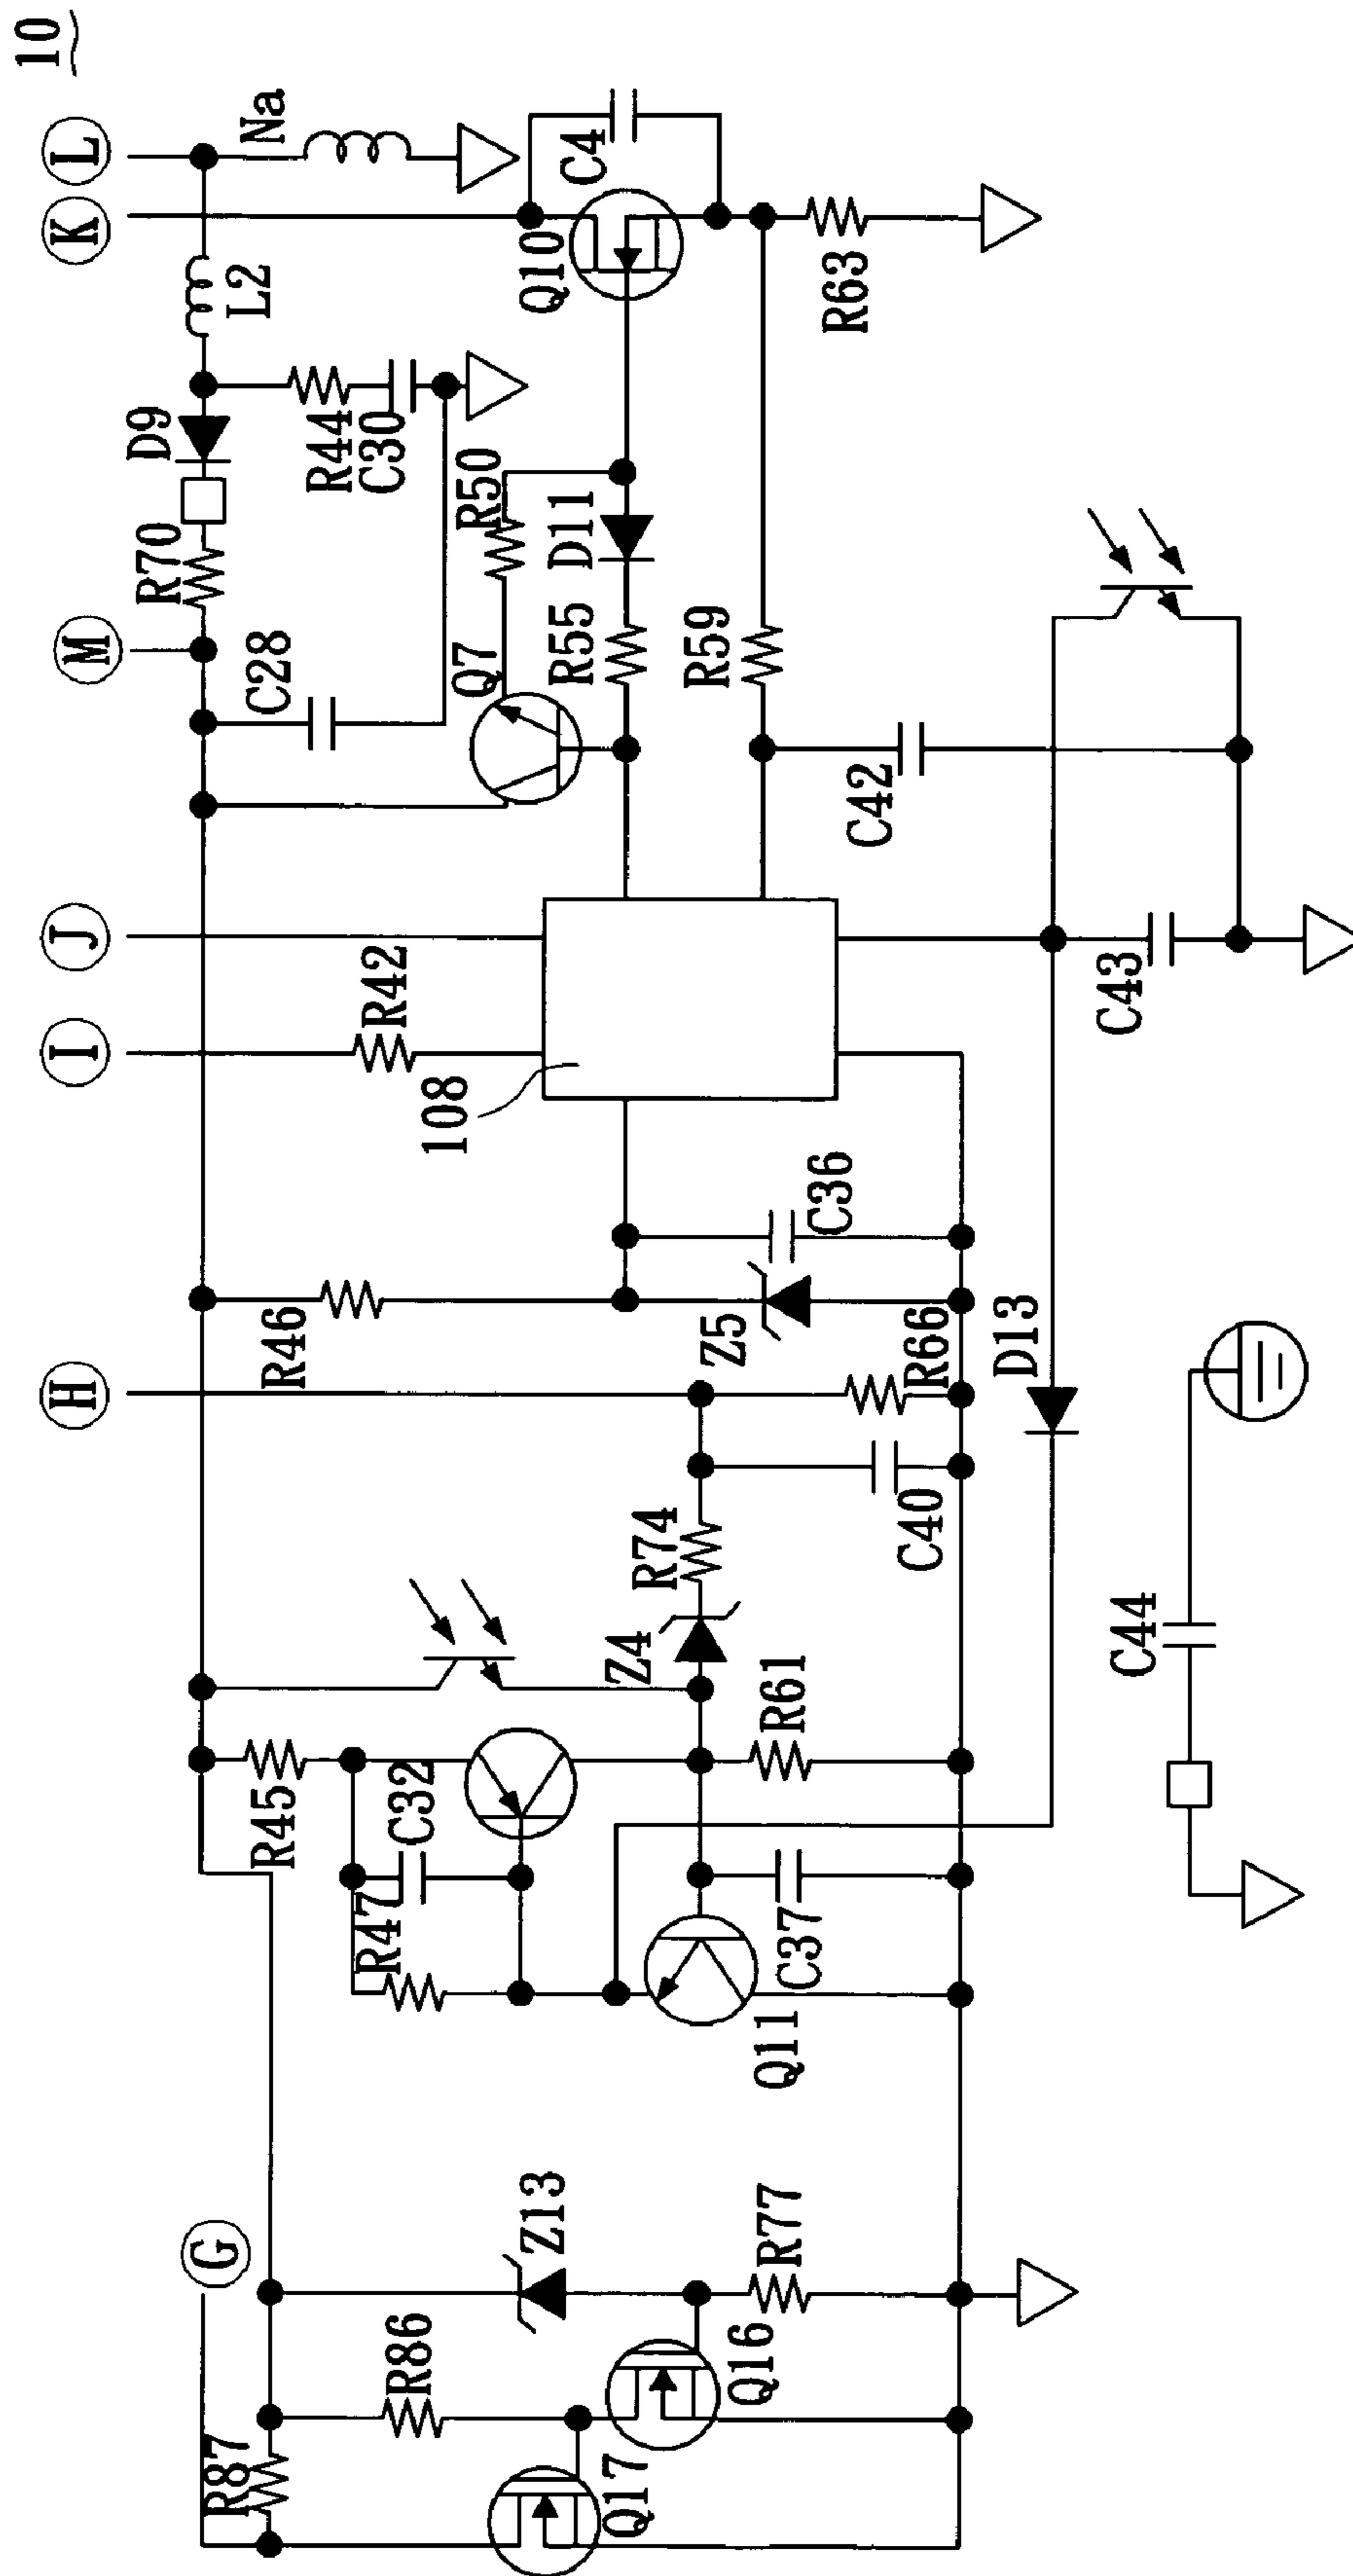 10
G
H
I
J
M
K
L
R87
R86
Z13
R77
Q17
Q16
R45
R47
C32
Q11
C37
R61
Z4
R74
C40
R66
Z5
R46
C36
108
R42
C28
R70
D9
L2
Na
R44
C30
R50
Q7
D11
R55
Q10
C4
R59
R63
C42
C43
D13
C44